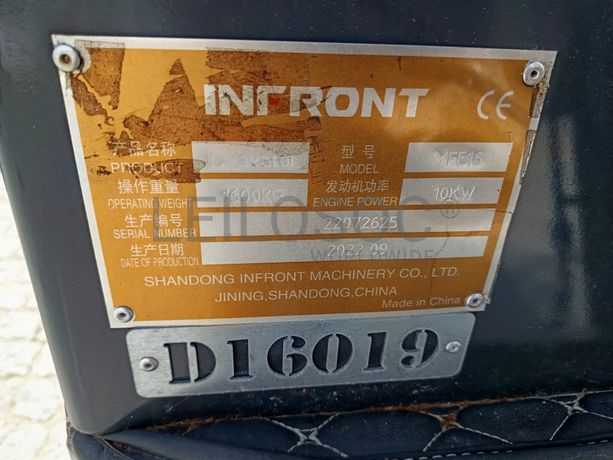 INFRONT CE
产品名称 PRODUCT Excavator 型号 MODEL YFE16
操作重量 OPERATING WEIGHT 1600KG 发动机功率 ENGINE POWER 10KW
生产编号 SERIAL NUMBER 22072625
生产日期 DATE OF PRODUCTION 2022.09
SHANDONG INFRONT MACHINERY CO., LTD.
JINING,SHANDONG,CHINA
Made in China
D16019